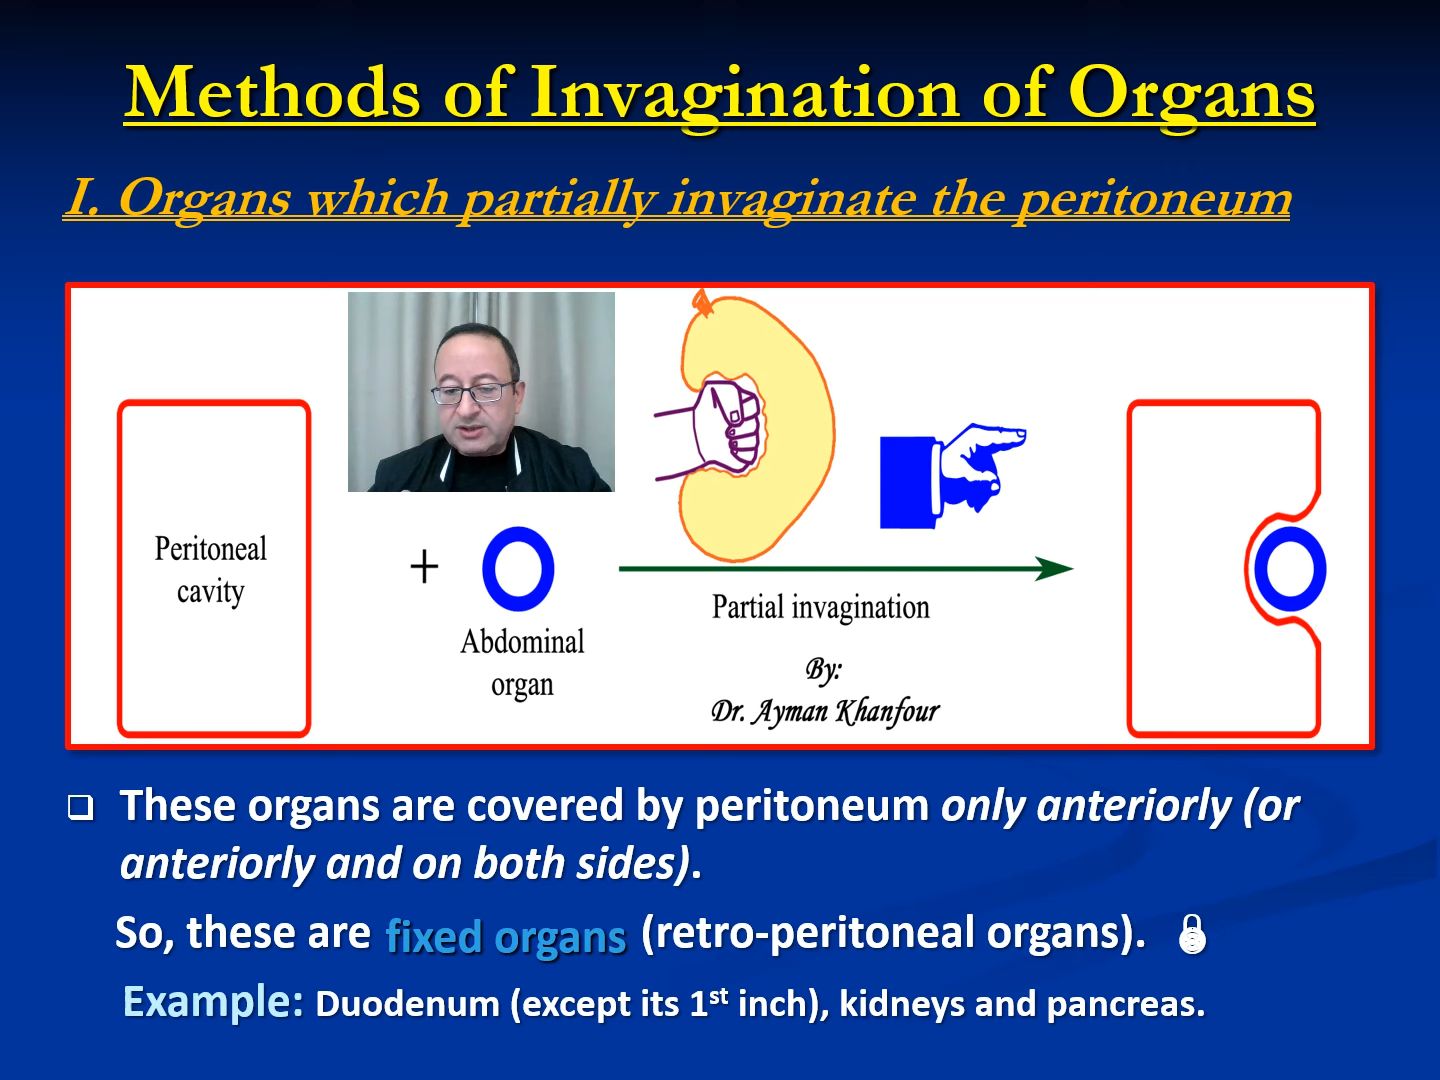 Methods of Invagination of Organs
I. Organs which partially invaginate the peritoneum
Peritoneal
cavity
+
Abdominal
organ
Partial invagination
By:
Dr. Ayman Khanfour
These organs are covered by peritoneum only anteriorly (or
anteriorly and on both sides).
So, these are fixed organs (retro-peritoneal organs).
Example: Duodenum (except its 1st inch), kidneys and pancreas.